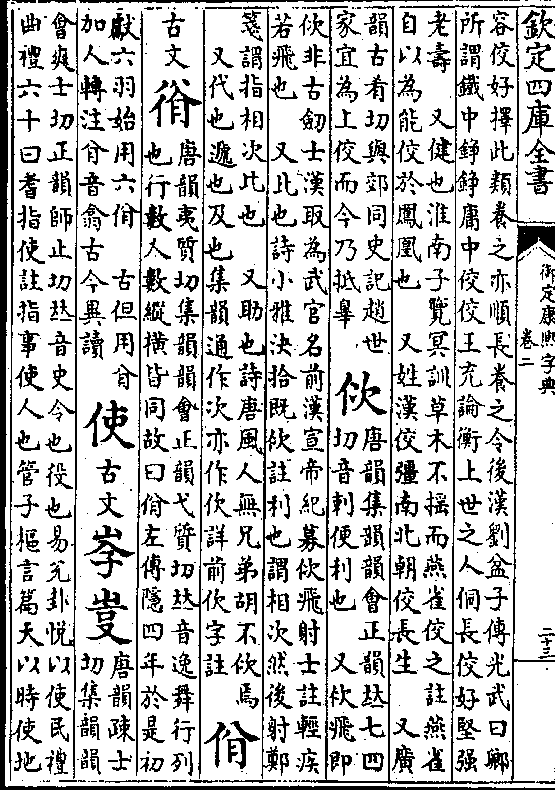 欽定四庫全書
御定康熙字典
卷二
二十三
容佼好擇此類養之亦順長養之令後漢劉盆子傳光武曰卿
所謂鐵中錚錚庸中佼佼王充論衡上世之人侗長佼好堅强
老壽　又健也淮南子覽冥訓草木不搖而燕雀佼之註燕雀
自以為能佼於鳳凰也　又姓漢佼彊南北朝佼長生　又廣
韻古肴切與郊同史記趙世
家宜為上佼而今乃抵辠
佽
唐韻集韻韻會正韻𠀤七四
切音刺便利也　又佽飛即
佽非古劒士漢取為武官名前漢宣帝紀募佽飛射士註輕疾
若飛也　又比也詩小雅決拾既佽註利也謂相次然後射鄭
箋謂指相次比也　又助也詩唐風人無兄弟胡不佽焉
又代也遞也及也集韻通作次亦作佽詳前佽字註
佾
古文
唐韻夷質切集韻韻會正韻弋質切𠀤音逸舞行列
也行數人數縱橫皆同故曰佾左傳隱四年於是初
獻六羽始用六佾　古但用
加人轉注音翕古今異讀
使
古文
唐韻疎士
切集韻韻
會爽士切正韻師止切𠀤音史令也役也易兌卦悅以使民禮
曲禮六十曰耆指使註指事使人也管子樞言篇天以時使地